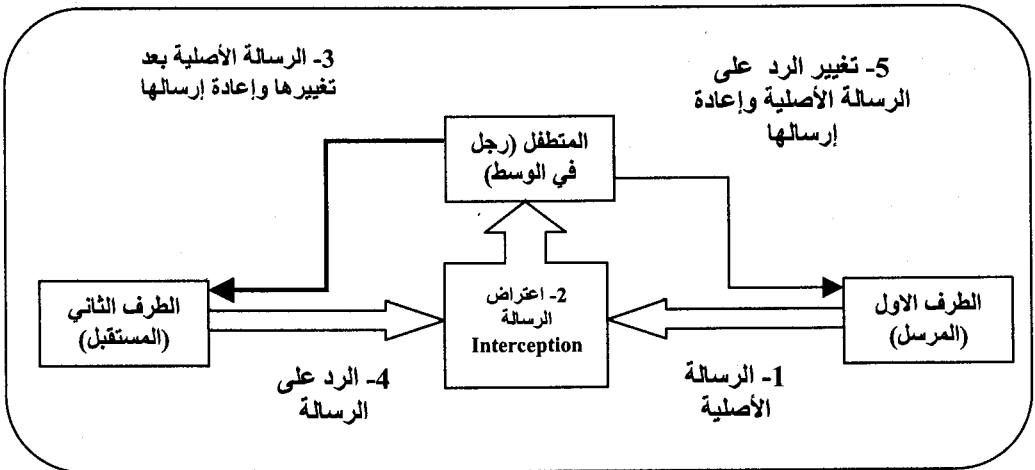 3- الرسالة الأصلية بعد
تغييرها وإعادة إرسالها
5- تغيير الرد على
الرسالة الأصلية وإعادة
إرسالها
المتطفل (رجل
في الوسط)
الطرف الثاني
(المستقبل)
2- اعتراض
الرسالة
Interception
الطرف الاول
(المرسل)
4- الرد على
الرسالة
1- الرسالة
الأصلية